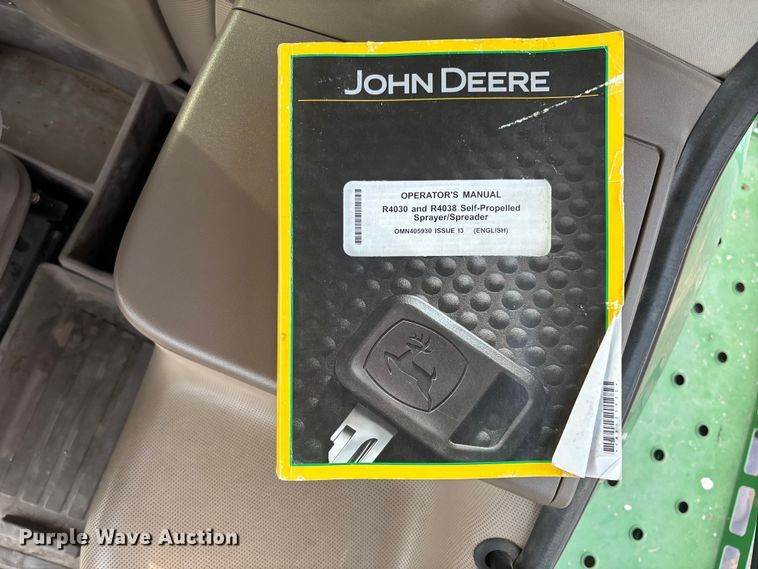 JOHN DEERE
OPERATOR'S MANUAL
R4030 and R4038 Self-Propelled
Sprayer/Spreader
OMN405930 ISSUE I3 (ENGLISH)
Purple Wave Auction